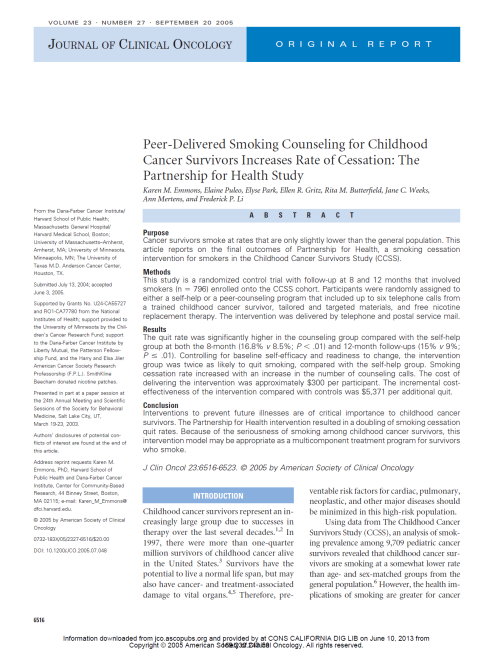 VOLUME 23 · NUMBER 27 · SEPTEMBER 20 2005
JOURNAL OF CLINICAL ONCOLOGY
ORIGINAL REPORT
Peer-Delivered Smoking Counseling for Childhood
Cancer Survivors Increases Rate of Cessation: The
Partnership for Health Study
Karen M. Emmons, Elaine Puleo, Elyse Park, Ellen R. Gritz, Rita M. Butterfield, Jane C. Weeks,
Ann Mertens, and Frederick P. Li
From the Dana-Farber Cancer Institute/
Harvard School of Public Health;
Massachusetts General Hospital/
Harvard Medical School, Boston;
University of Massachusetts–Amherst,
Amherst, MA; University of Minnesota,
Minneapolis, MN; The University of
Texas M.D. Anderson Cancer Center,
Houston, TX.
Submitted July 13, 2004; accepted
June 3, 2005.
Supported by Grants No. U24-CA55727
and RO1-CA77780 from the National
Institutes of Health; support provided to
the University of Minnesota by the Chil-
dren's Cancer Research Fund; support
to the Dana-Farber Cancer Institute by
Liberty Mutual, the Patterson Fellow-
ship Fund, and the Harry and Elsa Jiler
American Cancer Society Research
Professorship (F.P.L.). SmithKline
Beecham donated nicotine patches.
Presented in part at a paper session at
the 24th Annual Meeting and Scientific
Sessions of the Society for Behavioral
Medicine, Salt Lake City, UT,
March 19-23, 2003.
Authors' disclosures of potential con-
flicts of interest are found at the end of
this article.
Address reprint requests Karen M.
Emmons, PhD, Harvard School of
Public Health and Dana-Farber Cancer
Institute, Center for Community-Based
Research, 44 Binney Street, Boston,
MA 02115; e-mail: Karen_M_Emmons@
dfci.harvard.edu.
© 2005 by American Society of Clinical
Oncology
0732-183X/05/2327-6516/$20.00
DOI: 10.1200/JCO.2005.07.048
ABSTRACT
Purpose
Cancer survivors smoke at rates that are only slightly lower than the general population. This
article reports on the final outcomes of Partnership for Health, a smoking cessation
intervention for smokers in the Childhood Cancer Survivors Study (CCSS).
Methods
This study is a randomized control trial with follow-up at 8 and 12 months that involved
smokers (n = 796) enrolled onto the CCSS cohort. Participants were randomly assigned to
either a self-help or a peer-counseling program that included up to six telephone calls from
a trained childhood cancer survivor, tailored and targeted materials, and free nicotine
replacement therapy. The intervention was delivered by telephone and postal service mail.
Results
The quit rate was significantly higher in the counseling group compared with the self-help
group at both the 8-month (16.8% v 8.5%; P < .01) and 12-month follow-ups (15% v 9%;
P ≤ .01). Controlling for baseline self-efficacy and readiness to change, the intervention
group was twice as likely to quit smoking, compared with the self-help group. Smoking
cessation rate increased with an increase in the number of counseling calls. The cost of
delivering the intervention was approximately $300 per participant. The incremental cost-
effectiveness of the intervention compared with controls was $5,371 per additional quit.
Conclusion
Interventions to prevent future illnesses are of critical importance to childhood cancer
survivors. The Partnership for Health intervention resulted in a doubling of smoking cessation
quit rates. Because of the seriousness of smoking among childhood cancer survivors, this
intervention model may be appropriate as a multicomponent treatment program for survivors
who smoke.
J Clin Oncol 23:6516-6523. © 2005 by American Society of Clinical Oncology
INTRODUCTION
Childhood cancer survivors represent an in-
creasingly large group due to successes in
therapy over the last several decades.1,2 In
1997, there were more than one-quarter
million survivors of childhood cancer alive
in the United States.3 Survivors have the
potential to live a normal life span, but may
also have cancer- and treatment-associated
damage to vital organs.4,5 Therefore, pre-
ventable risk factors for cardiac, pulmonary,
neoplastic, and other major diseases should
be minimized in this high-risk population.
Using data from The Childhood Cancer
Survivors Study (CCSS), an analysis of smok-
ing prevalence among 9,709 pediatric cancer
survivors revealed that childhood cancer sur-
vivors are smoking at a somewhat lower rate
than age- and sex-matched groups from the
general population.6 However, the health im-
plications of smoking are greater for cancer
6516
Information downloaded from jco.ascopubs.org and provided by at CONS CALIFORNIA DIG LIB on June 10, 2013 from
Copyright © 2005 American Society of Clinical Oncology. All rights reserved.